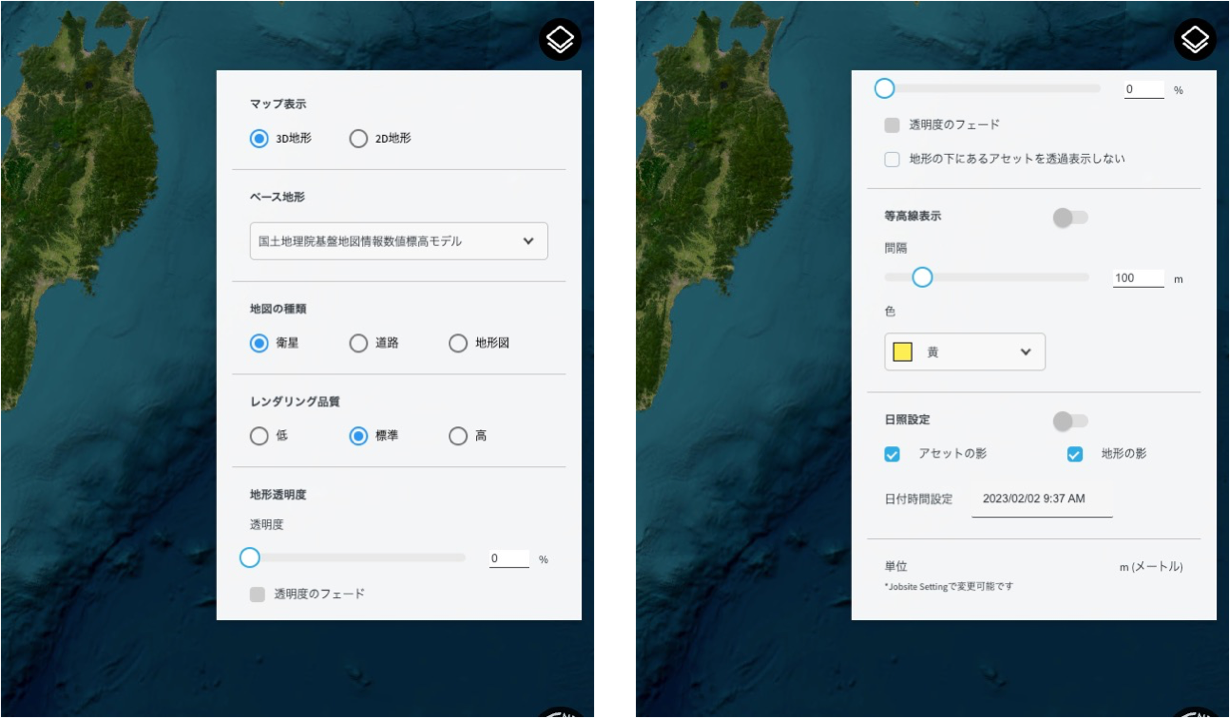 マップ表示
3D地形 2D地形
ベース地形
国土地理院基盤地図情報数値標高モデル
地図の種類
衛星 道路 地形図
レンダリング品質
低 標準 高
地形透明度
透明度
0 %
透明度のフェード
0 %
透明度のフェード
地形の下にあるアセットを透過表示しない
等高線表示
間隔
100 m
色
黄
日照設定
アセットの影 地形の影
日付時間設定 2023/02/02 9:37 AM
単位 m (メートル)
*Jobsite Settingで変更可能です